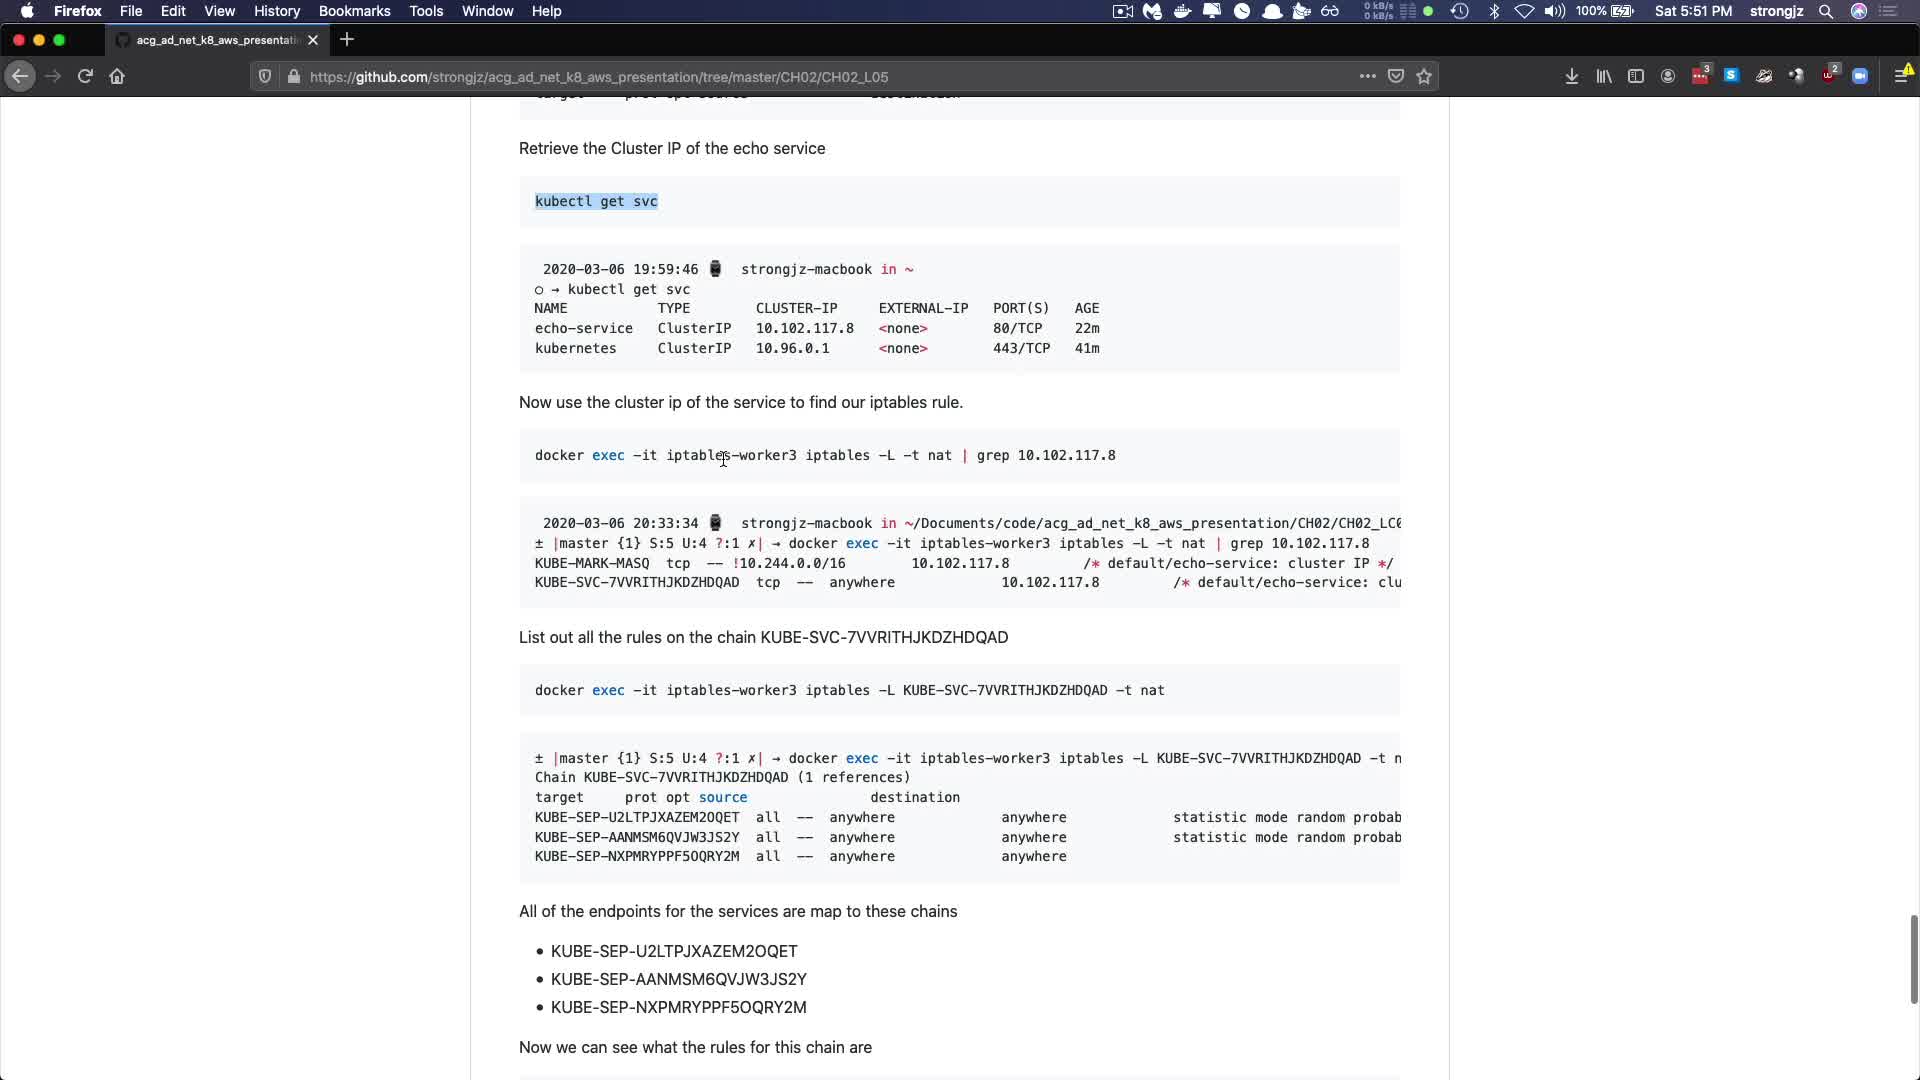 Firefox File Edit View History Bookmarks Tools Window Help 0 kB/s 0 kB/s 100% Sat 5:51 PM strongjz
acg_ad_net_k8_aws_presentati
https://github.com/strongjz/acg_ad_net_k8_aws_presentation/tree/master/CH02/CH02_L05 3 S 2
target prot opt source destination
Retrieve the Cluster IP of the echo service
kubectl get svc
2020-03-06 19:59:46 ⌚ strongjz-macbook in ~
○ → kubectl get svc
NAME TYPE CLUSTER-IP EXTERNAL-IP PORT(S) AGE
echo-service ClusterIP 10.102.117.8 <none> 80/TCP 22m
kubernetes ClusterIP 10.96.0.1 <none> 443/TCP 41m
Now use the cluster ip of the service to find our iptables rule.
docker exec -it iptables-worker3 iptables -L -t nat | grep 10.102.117.8
2020-03-06 20:33:34 ⌚ strongjz-macbook in ~/Documents/code/acg_ad_net_k8_aws_presentation/CH02/CH02_LC0
± |master {1} S:5 U:4 ?:1 ✗| → docker exec -it iptables-worker3 iptables -L -t nat | grep 10.102.117.8
KUBE-MARK-MASQ tcp -- !10.244.0.0/16 10.102.117.8 /* default/echo-service: cluster IP */
KUBE-SVC-7VVRITHJKDZHDQAD tcp -- anywhere 10.102.117.8 /* default/echo-service: clu
List out all the rules on the chain KUBE-SVC-7VVRITHJKDZHDQAD
docker exec -it iptables-worker3 iptables -L KUBE-SVC-7VVRITHJKDZHDQAD -t nat
± |master {1} S:5 U:4 ?:1 ✗| → docker exec -it iptables-worker3 iptables -L KUBE-SVC-7VVRITHJKDZHDQAD -t n
Chain KUBE-SVC-7VVRITHJKDZHDQAD (1 references)
target prot opt source destination
KUBE-SEP-U2LTPJXAZEM2OQET all -- anywhere anywhere statistic mode random probab
KUBE-SEP-AANMSM6QVJW3JS2Y all -- anywhere anywhere statistic mode random probab
KUBE-SEP-NXPMRYPPF5OQRY2M all -- anywhere anywhere
All of the endpoints for the services are map to these chains
• KUBE-SEP-U2LTPJXAZEM2OQET
• KUBE-SEP-AANMSM6QVJW3JS2Y
• KUBE-SEP-NXPMRYPPF5OQRY2M
Now we can see what the rules for this chain are